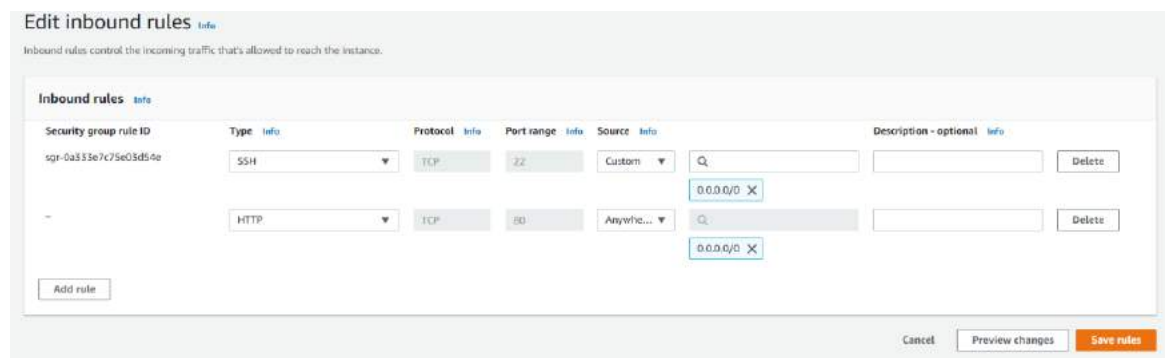 Edit inbound rules Info
Inbound rules control the incoming traffic that's allowed to reach the instance.
Inbound rules Info
Security group rule ID Type Info Protocol Info Port range Info Source Info Description - optional Info
sgr-0a333e7c75e03d54e SSH TCP 22 Custom Delete
0.0.0.0/0
– HTTP TCP 80 Anywhe... Delete
0.0.0.0/0
Add rule
Cancel Preview changes Save rules